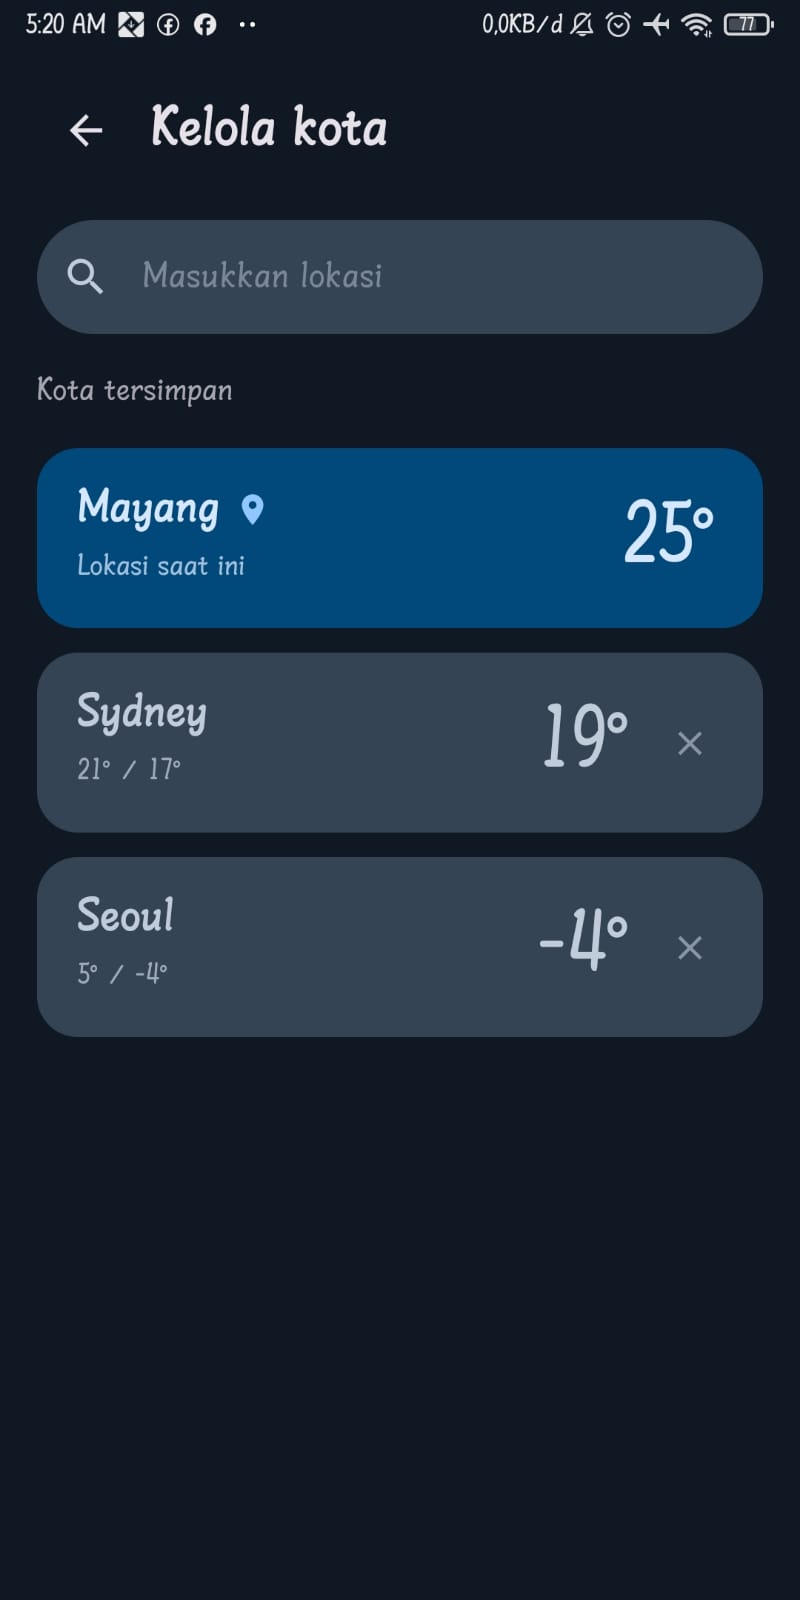 5:20 AM 0,0KB/d 77
Kelola kota
Masukkan lokasi
Kota tersimpan
Mayang
25°
Lokasi saat ini
Sydney
19°
21° / 17°
Seoul
-4°
5° / -4°